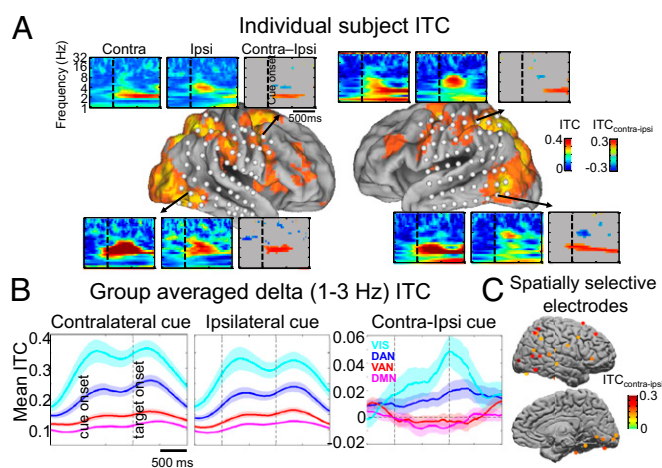 A
Individual subject ITC
Contra
Ipsi
Contra–Ipsi
Frequency (Hz)
32
16
8
4
2
1
Cue onset
500ms
ITC
0.4
0
ITCcontra-ipsi
0.3
-0.3
B
Group averaged delta (1-3 Hz) ITC
Contralateral cue
Ipsilateral cue
Contra-Ipsi cue
Mean ITC
0.4
0.3
0.2
0.1
cue onset
target onset
500 ms
0.06
0.04
0.02
0
-0.02
VIS
DAN
VAN
DMN
C
Spatially selective
electrodes
ITCcontra-ipsi
0.3
0